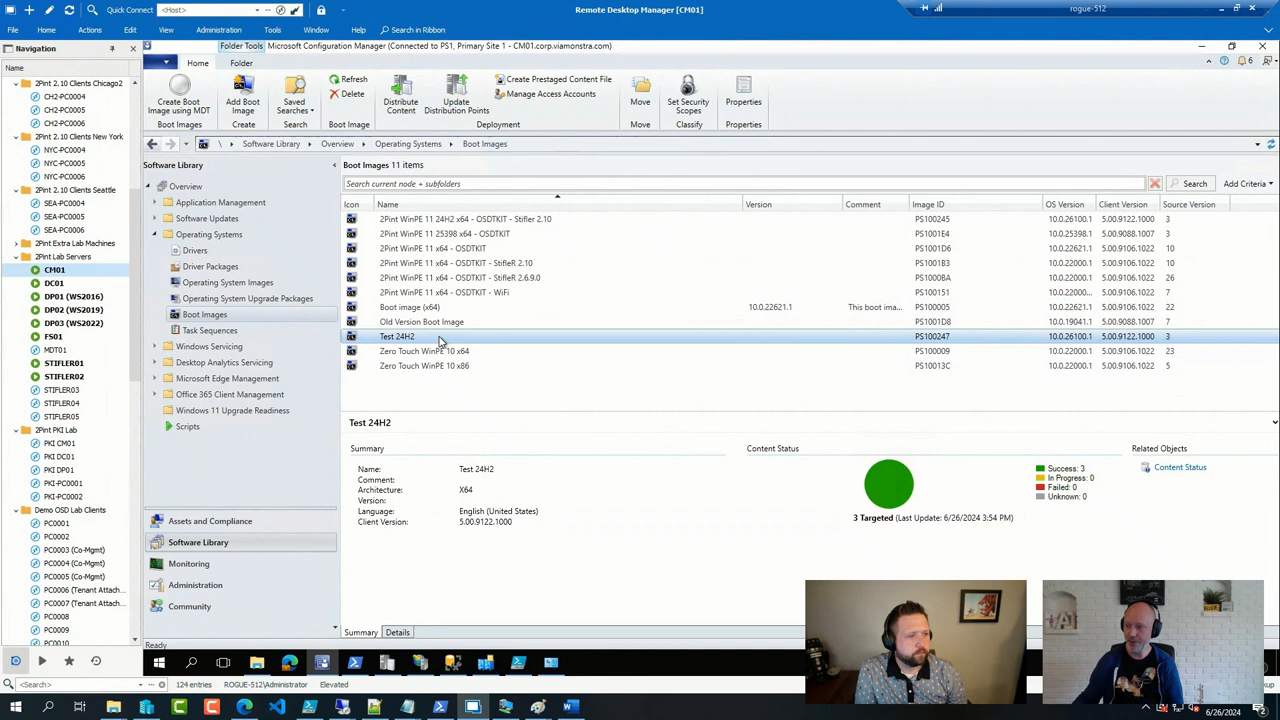 Quick Connect <Host>
Remote Desktop Manager [CM01]
rogue-512
File Home Actions Edit View Administration Tools Window Help Search in Ribbon
Navigation
Name
2Pint 2.10 Clients Chicago2
CH2-PC0004
CH2-PC0005
CH2-PC0006
2Pint 2.10 Clients New York
NYC-PC0004
NYC-PC0005
NYC-PC0006
2Pint 2.10 Clients Seattle
SEA-PC0004
SEA-PC0005
SEA-PC0006
2Pint Extra Lab Machines
2Pint Lab Servers
CM01
DC01
DP01 (WS2016)
DP02 (WS2019)
DP03 (WS2022)
FS01
MDT01
STIFLER01
STIFLER02
STIFLER03
STIFLER04
STIFLER05
2Pint PKI Lab
PKI CM01
PKI DC01
PKI DP01
PKI-PC0001
PKI-PC0002
Demo OSD Lab Clients
PC0001
PC0002
PC0003 (Co-Mgmt)
PC0004 (Co-Mgmt)
PC0005 (Co-Mgmt)
PC0006 (Tenant Attach...
PC0007 (Tenant Attach...
PC0008
PC0009
PC0010
Folder Tools Microsoft Configuration Manager (Connected to PS1, Primary Site 1 - CM01.corp.viamonstra.com)
Home Folder
6
Create Boot Image using MDT
Boot Images
Add Boot Image
Create
Saved Searches
Search
Refresh
Delete
Boot Image
Distribute Content
Update Distribution Points
Create Prestaged Content File
Manage Access Accounts
Deployment
Move
Move
Set Security Scopes
Classify
Properties
Properties
\ Software Library Overview Operating Systems Boot Images
Software Library
Overview
Application Management
Software Updates
Operating Systems
Drivers
Driver Packages
Operating System Images
Operating System Upgrade Packages
Boot Images
Task Sequences
Windows Servicing
Desktop Analytics Servicing
Microsoft Edge Management
Office 365 Client Management
Windows 11 Upgrade Readiness
Scripts
Assets and Compliance
Software Library
Monitoring
Administration
Community
Boot Images 11 items
Search current node + subfolders Search Add Criteria
Icon Name Version Comment Image ID OS Version Client Version Source Version
2Pint WinPE 11 24H2 x64 - OSDTKIT - Stifler 2.10 PS100245 10.0.26100.1 5.00.9122.1000 3
2Pint WinPE 11 25398 x64 - OSDTKIT PS1001E4 10.0.25398.1 5.00.9106.1022 3
2Pint WinPE 11 x64 - OSDTKIT PS1001D6 10.0.22621.1 5.00.9106.1022 10
2Pint WinPE 11 x64 - OSDTKIT - StifleR 2.10 PS1001B3 10.0.22621.1 5.00.9106.1022 10
2Pint WinPE 11 x64 - OSDTKIT - StifleR 2.6.9.0 PS1000BA 10.0.22621.1 5.00.9106.1022 26
2Pint WinPE 11 x64 - OSDTKIT - WiFi PS100151 10.0.22621.1 5.00.9106.1022 7
Boot image (x64) 10.0.22621.1 This boot ima... PS100005 10.0.22621.1 5.00.9106.1022 22
Old Version Boot Image PS1001D8 10.0.19041.1 5.00.9088.1007 7
Test 24H2 PS100247 10.0.26100.1 5.00.9122.1000 3
Zero Touch WinPE 10 x64 PS100009 10.0.22000.1 5.00.9106.1022 23
Zero Touch WinPE 10 x86 PS10013C 10.0.22000.1 5.00.9106.1022 5
Test 24H2
Summary
Name: Test 24H2
Comment:
Architecture: X64
Version:
Language: English (United States)
Client Version: 5.00.9122.1000
Content Status
Success: 3
In Progress: 0
Failed: 0
Unknown: 0
3 Targeted (Last Update: 6/26/2024 3:54 PM)
Related Objects
Content Status
Summary Details
Ready
<Search> 124 entries ROGUE-512\Administrator Elevated
6/26/2024